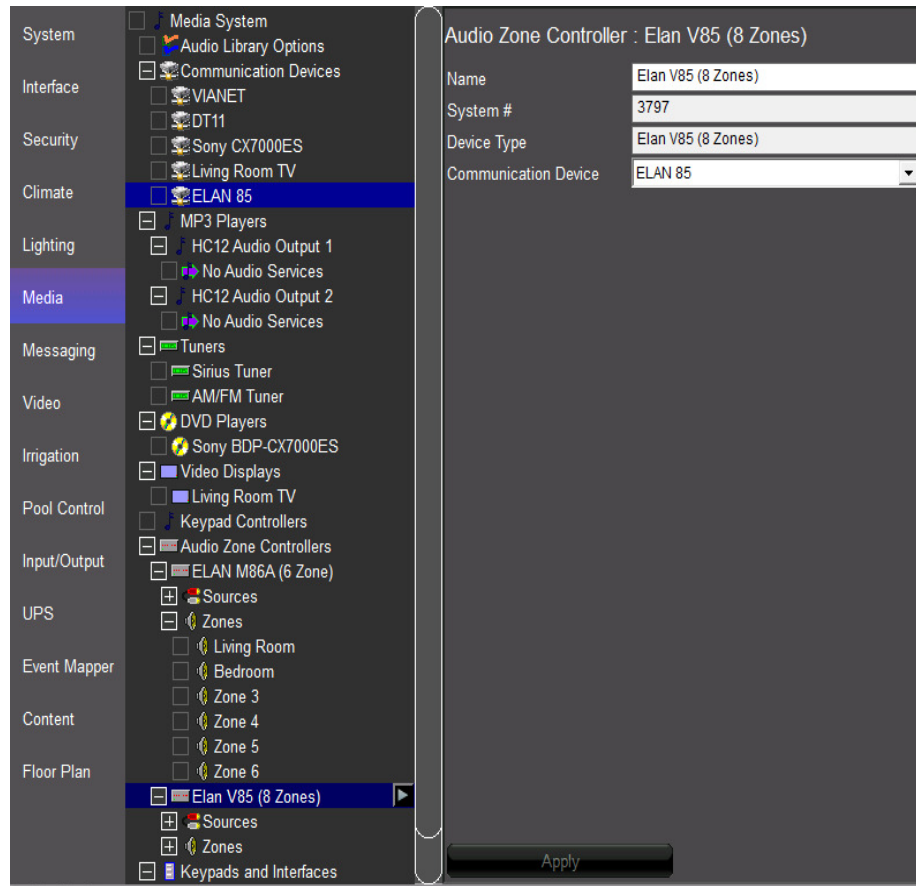 System
Interface
Security
Climate
Lighting
Media
Messaging
Video
Irrigation
Pool Control
Input/Output
UPS
Event Mapper
Content
Floor Plan
Media System
Audio Library Options
Communication Devices
VIANET
DT11
Sony CX7000ES
Living Room TV
ELAN 85
MP3 Players
HC12 Audio Output 1
No Audio Services
HC12 Audio Output 2
No Audio Services
Tuners
Sirius Tuner
AM/FM Tuner
DVD Players
Sony BDP-CX7000ES
Video Displays
Living Room TV
Keypad Controllers
Audio Zone Controllers
ELAN M86A (6 Zone)
Sources
Zones
Living Room
Bedroom
Zone 3
Zone 4
Zone 5
Zone 6
Elan V85 (8 Zones)
Sources
Zones
Keypads and Interfaces
Audio Zone Controller : Elan V85 (8 Zones)
Name Elan V85 (8 Zones)
System # 3797
Device Type Elan V85 (8 Zones)
Communication Device ELAN 85
Apply